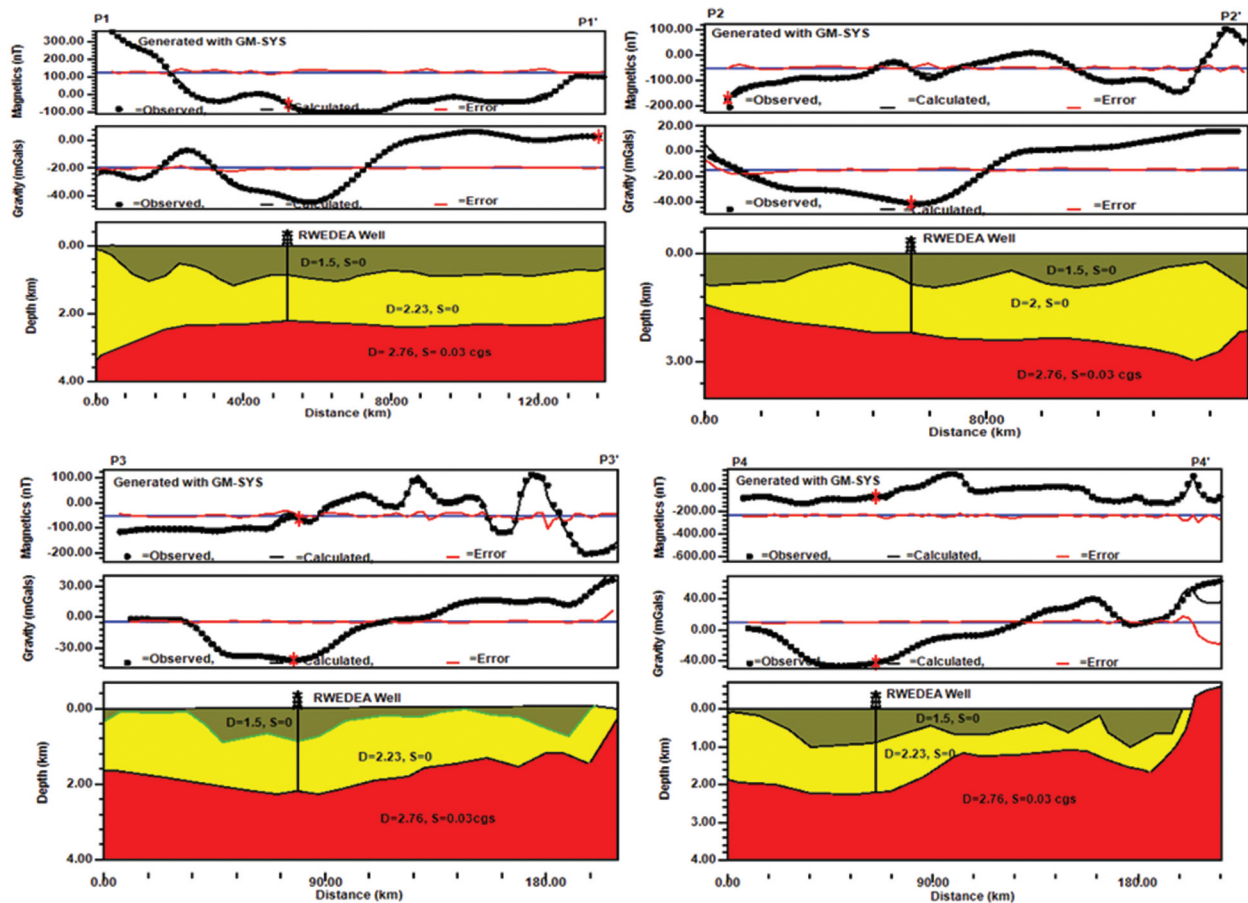 P1 P1'
Generated with GM-SYS
Magnetics (nT)
300.00
200.00
100.00
0.00
-100.00
=Observed, =Calculated, =Error
Gravity (mGals)
0.00
-20.00
-40.00
=Observed, =Calculated, =Error
RWEDEA Well
Depth (km)
0.00
2.00
4.00
D=1.5, S=0
D=2.23, S=0
D= 2.76, S= 0.03 cgs
0.00 40.00 80.00 120.00
Distance (km)
P2 P2'
Generated with GM-SYS
Magnetics (nT)
100.00
0.00
-100.00
-200.00
=Observed, =Calculated, =Error
Gravity (mGals)
20.00
0.00
-20.00
-40.00
=Observed, =Calculated, =Error
RWEDEA Well
Depth (km)
0.00
3.00
D=1.5, S=0
D=2, S=0
D=2.76, S=0.03 cgs
0.00 80.00
Distance (km)
P3 P3'
Generated with GM-SYS
Magnetics (nT)
100.00
0.00
-100.00
-200.00
=Observed, =Calculated, =Error
Gravity (mGals)
30.00
0.00
-30.00
=Observed, =Calculated, =Error
RWEDEA Well
Depth (km)
0.00
2.00
4.00
D=1.5, S=0
D=2.23, S=0
D=2.76, S=0.03cgs
0.00 90.00 180.00
Distance (km)
P4 P4'
Generated with GM-SYS
Magnetics (nT)
0.00
-200.00
-400.00
-600.00
=Observed, =Calculated, =Error
Gravity (mGals)
40.00
0.00
-40.00
=Observed, =Calculated, =Error
RWEDEA Well
Depth (km)
0.00
1.00
2.00
3.00
4.00
D=1.5, S=0
D=2.23, S=0
D=2.76, S=0.03 cgs
0.00 90.00 180.00
Distance (km)